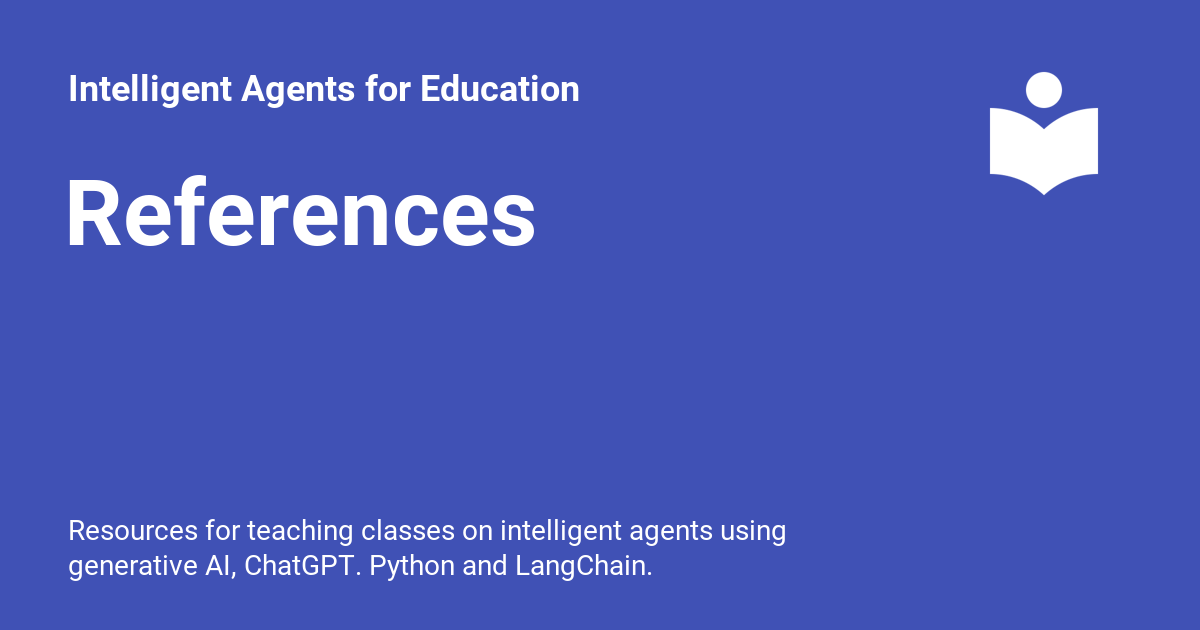 Intelligent Agents for Education
References
Resources for teaching classes on intelligent agents using
generative AI, ChatGPT. Python and LangChain.